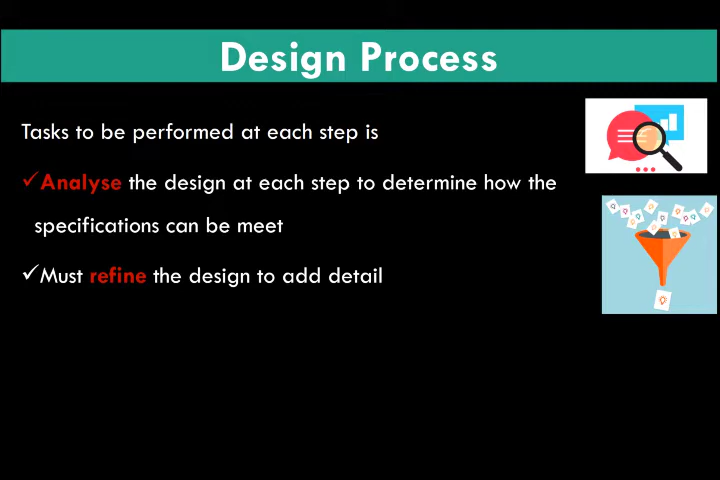 Design Process
Tasks to be performed at each step is
✓Analyse the design at each step to determine how the
specifications can be meet
✓Must refine the design to add detail